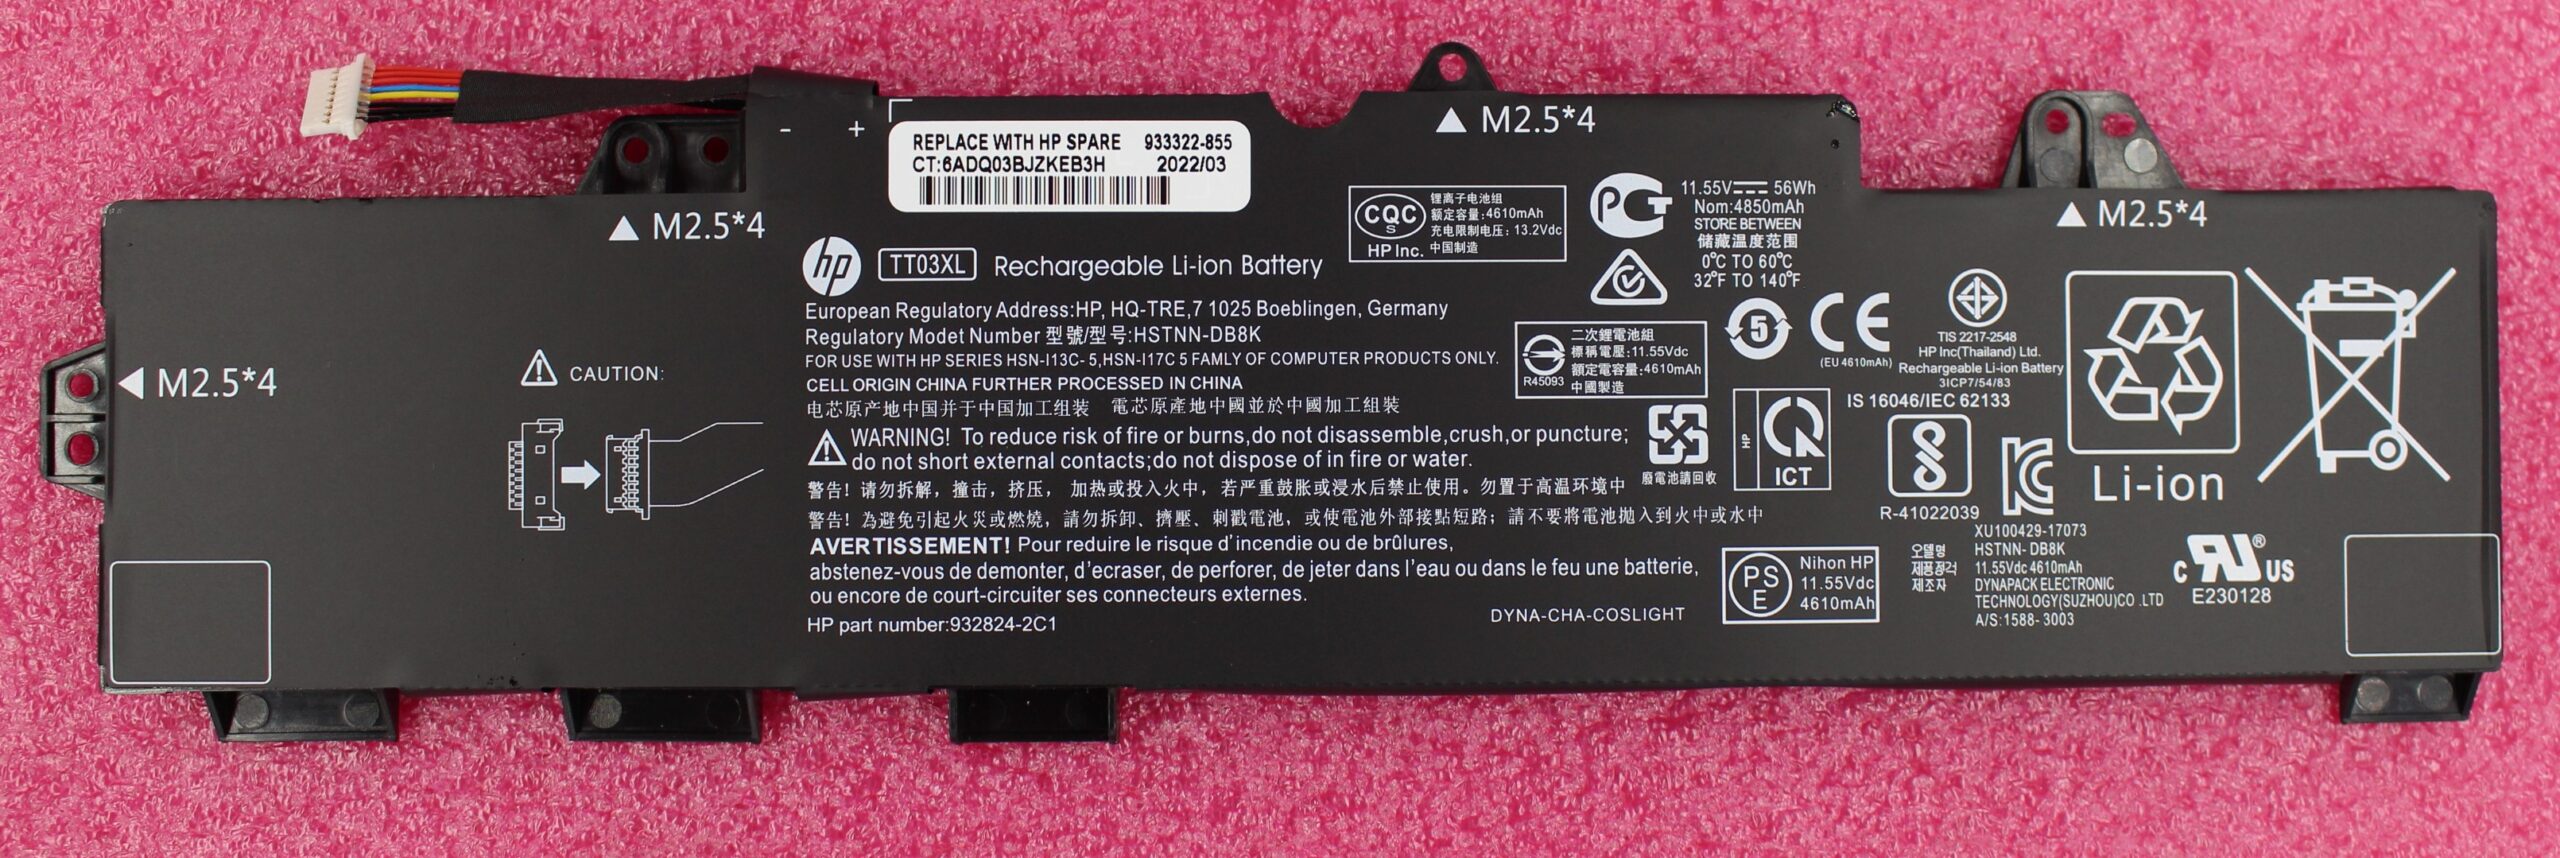 - +
REPLACE WITH HP SPARE 933322-855
CT:6ADQ03BJZKEB3H 2022/03
M2.5*4
M2.5*4
M2.5*4
M2.5*4
hp TT03XL Rechargeable Li-ion Battery
European Regulatory Address:HP, HQ-TRE,7 1025 Boeblingen, Germany
Regulatory Model Number 型號/型号:HSTNN-DB8K
FOR USE WITH HP SERIES HSN-I13C- 5,HSN-I17C 5 FAMLY OF COMPUTER PRODUCTS ONLY.
CELL ORIGIN CHINA FURTHER PROCESSED IN CHINA
电芯原产地中国并于中国加工组装 電芯原產地中國並於中國加工組裝
WARNING! To reduce risk of fire or burns,do not disassemble,crush,or puncture;
do not short external contacts;do not dispose of in fire or water.
警告! 请勿拆解，撞击，挤压， 加热或投入火中，若严重鼓胀或浸水后禁止使用。勿置于高温环境中
警告! 為避免引起火災或燃燒，請勿拆卸、擠壓、刺戳電池，或使電池外部接點短路；請不要將電池拋入到火中或水中
AVERTISSEMENT! Pour reduire le risque d'incendie ou de brûlures,
abstenez-vous de demonter, d'ecraser, de perforer, de jeter dans l'eau ou dans le feu une batterie,
ou encore de court-circuiter ses connecteurs externes.
HP part number:932824-2C1
DYNA-CHA-COSLIGHT
CAUTION:
CQC
S
HP Inc.
锂离子电池组
额定容量:4610mAh
充电限制电压: 13.2Vdc
中国制造
11.55V 56Wh
Nom:4850mAh
STORE BETWEEN
储藏温度范围
0°C TO 60°C
32°F TO 140°F
R45093
二次鋰電池組
標稱電壓:11.55Vdc
額定電容量:4610mAh
中國製造
5
CE
(EU 4610mAh)
TIS 2217-2548
HP Inc(Thailand) Ltd.
Rechargeable Li-ion Battery
3ICP7/54/83
IS 16046/IEC 62133
R-41022039
廢電池請回收
HP
ICT
Li-ion
PS
E
Nihon HP
11.55Vdc
4610mAh
XU100429-17073
오델명 HSTNN- DB8K
제품정격 11.55Vdc 4610mAh
제조자 DYNAPACK ELECTRONIC
TECHNOLOGY(SUZHOU)CO .LTD
A/S:1588- 3003
c RU ® US
E230128